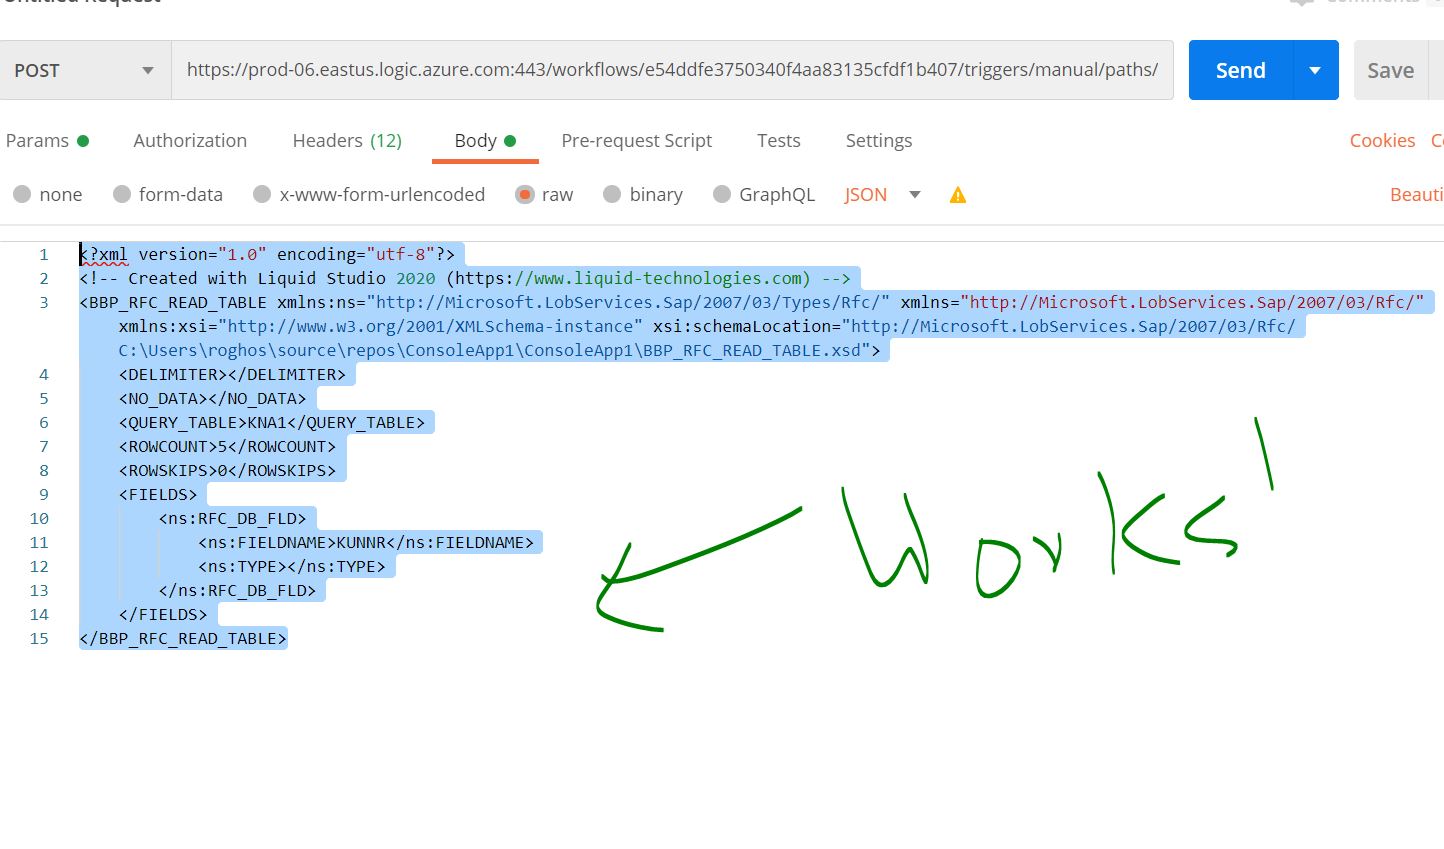 POST
https://prod-06.eastus.logic.azure.com:443/workflows/e54ddfe3750340f4aa83135cfdf1b407/triggers/manual/paths/
Send
Save
Params
Authorization
Headers (12)
Body
Pre-request Script
Tests
Settings
Cookies
none
form-data
x-www-form-urlencoded
raw
binary
GraphQL
JSON
Beauti
1 <?xml version="1.0" encoding="utf-8"?>
2 <!-- Created with Liquid Studio 2020 (https://www.liquid-technologies.com) -->
3 <BBP_RFC_READ_TABLE xmlns:ns="http://Microsoft.LobServices.Sap/2007/03/Types/Rfc/" xmlns="http://Microsoft.LobServices.Sap/2007/03/Rfc/"
xmlns:xsi="http://www.w3.org/2001/XMLSchema-instance" xsi:schemaLocation="http://Microsoft.LobServices.Sap/2007/03/Rfc/
C:\Users\roghos\source\repos\ConsoleApp1\ConsoleApp1\BBP_RFC_READ_TABLE.xsd">
4 <DELIMITER></DELIMITER>
5 <NO_DATA></NO_DATA>
6 <QUERY_TABLE>KNA1</QUERY_TABLE>
7 <ROWCOUNT>5</ROWCOUNT>
8 <ROWSKIPS>0</ROWSKIPS>
9 <FIELDS>
10 <ns:RFC_DB_FLD>
11 <ns:FIELDNAME>KUNNR</ns:FIELDNAME>
12 <ns:TYPE></ns:TYPE>
13 </ns:RFC_DB_FLD>
14 </FIELDS>
15 </BBP_RFC_READ_TABLE>
Works!